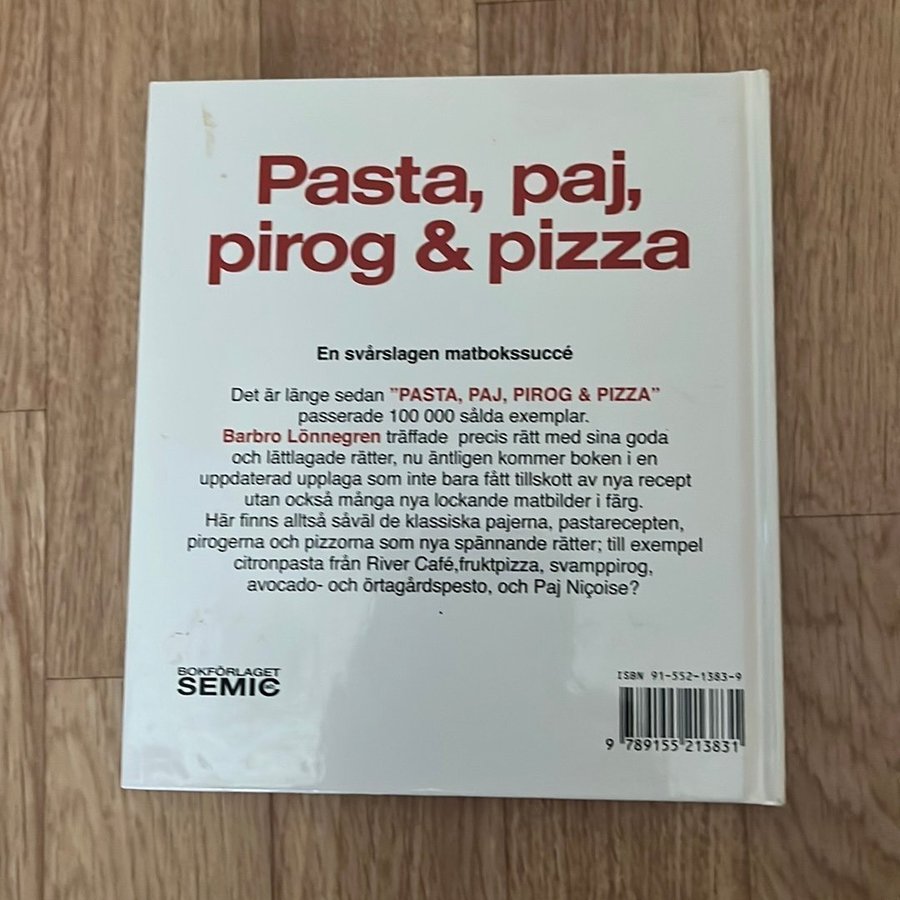 Pasta, paj,
pirog & pizza
En svårslagen matbokssuccé
Det är länge sedan ”PASTA, PAJ, PIROG & PIZZA”
passerade 100 000 sålda exemplar.
Barbro Lönnegren träffade precis rätt med sina goda
och lättlagade rätter, nu äntligen kommer boken i en
uppdaterad upplaga som inte bara fått tillskott av nya recept
utan också många nya lockande matbilder i färg.
Här finns alltså såväl de klassiska pajerna, pastarecepten,
pirogerna och pizzorna som nya spännande rätter; till exempel
citronpasta från River Café,fruktpizza, svamppirog,
avocado- och örtagårdspesto, och Paj Niçoise?
BOKFÖRLAGET
SEMIC
ISBN 91-552-1383-9
9 789155 213831